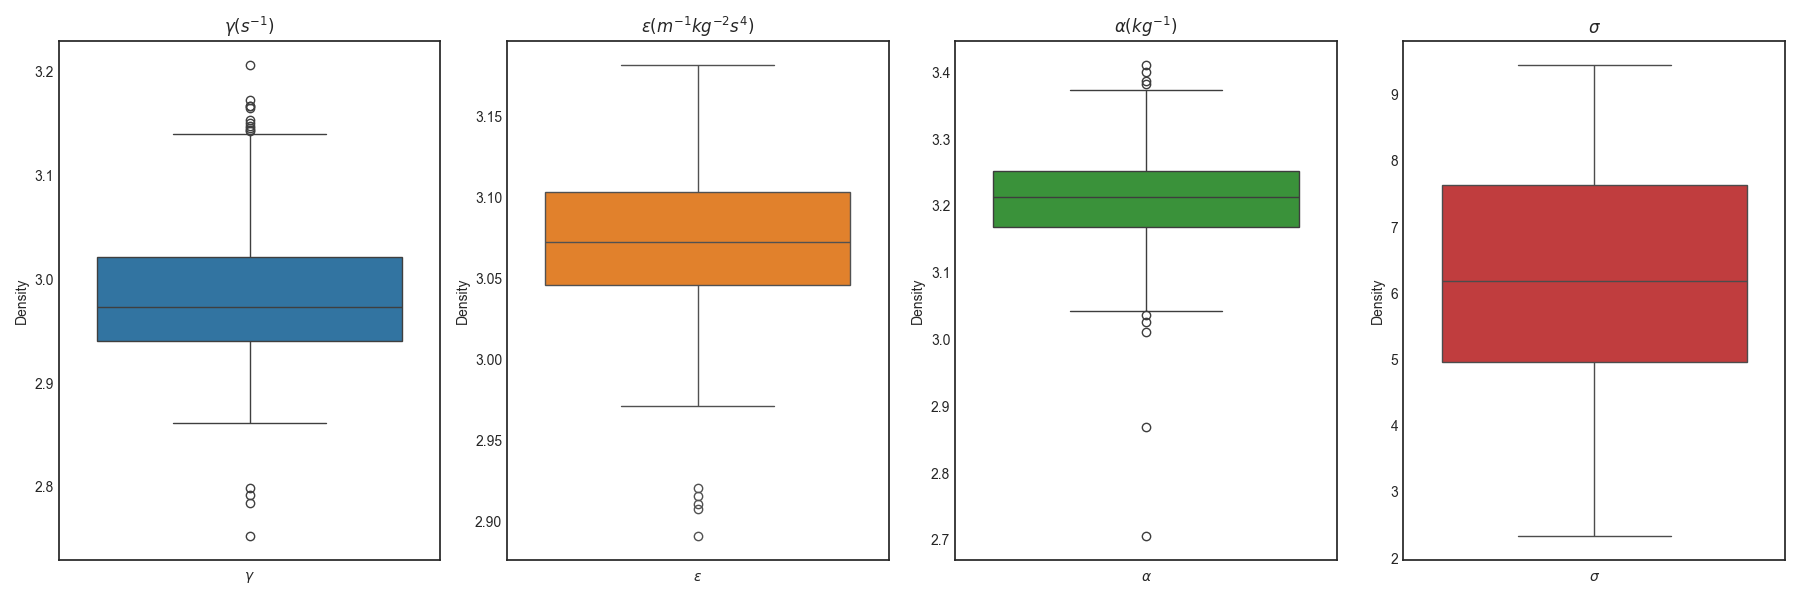 γ(s⁻¹)
3.2
3.1
3.0
2.9
2.8
Density
γ
ε(m⁻¹kg⁻²s⁴)
3.15
3.10
3.05
3.00
2.95
2.90
Density
ε
α(kg⁻¹)
3.4
3.3
3.2
3.1
3.0
2.9
2.8
2.7
Density
α
σ
9
8
7
6
5
4
3
2
Density
σ